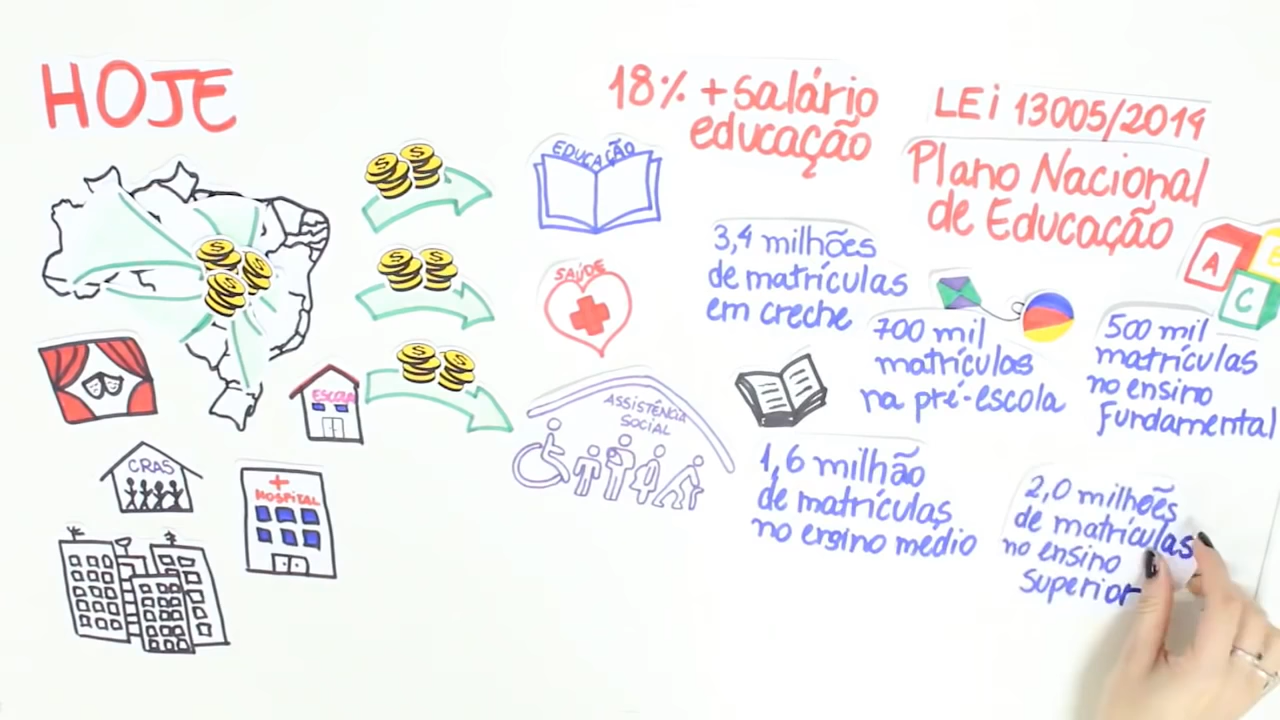 HOJE
ESCOLA
CRAS
+
HOSPITAL
EDUCAÇÃO
SAÚDE
ASSISTÊNCIA
SOCIAL
18% + salário
educação
LEi 13005/2014
Plano Nacional
de Educação
A
C
3,4 milhões
de matrículas
em creche
700 mil
matrículas
na pré-escola
500 mil
matrículas
no ensino
fundamental
1,6 milhão
de matrículas
no ensino médio
2,0 milhões
de matrículas
no ensino
superior